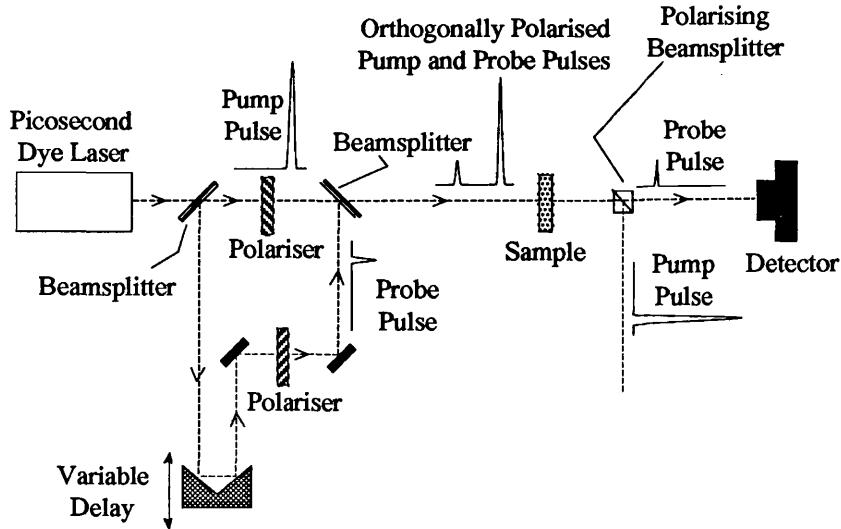 Picosecond
Dye Laser
Beamsplitter
Pump
Pulse
Polariser
Beamsplitter
Orthogonally Polarised
Pump and Probe Pulses
Sample
Polarising
Beamsplitter
Probe
Pulse
Detector
Pump
Pulse
Probe
Pulse
Polariser
Variable
Delay